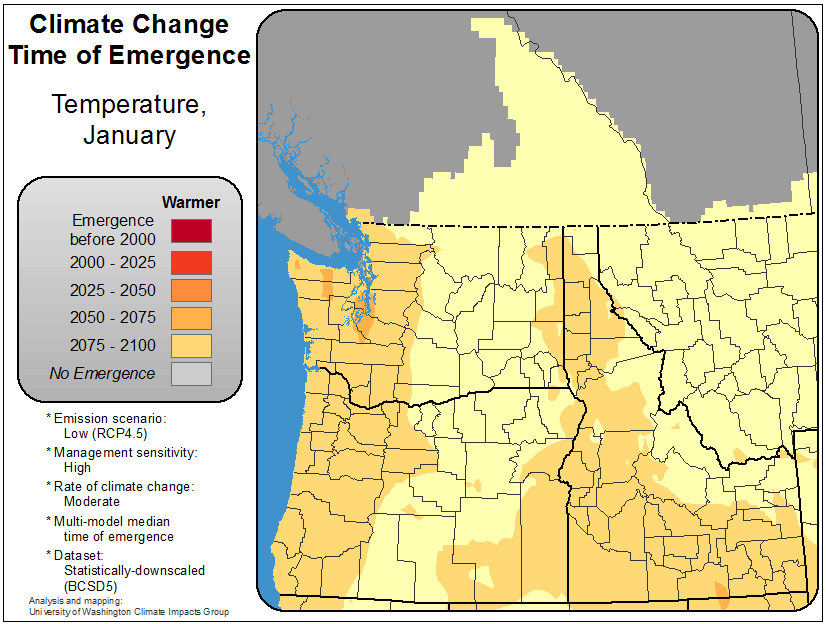 Climate Change
Time of Emergence
Temperature,
January
Warmer
Emergence
before 2000
2000 - 2025
2025 - 2050
2050 - 2075
2075 - 2100
No Emergence
* Emission scenario:
Low (RCP4.5)
* Management sensitivity:
High
* Rate of climate change:
Moderate
* Multi-model median
time of emergence
* Dataset:
Statistically-downscaled
(BCSD5)
Analysis and mapping:
University of Washington Climate Impacts Group